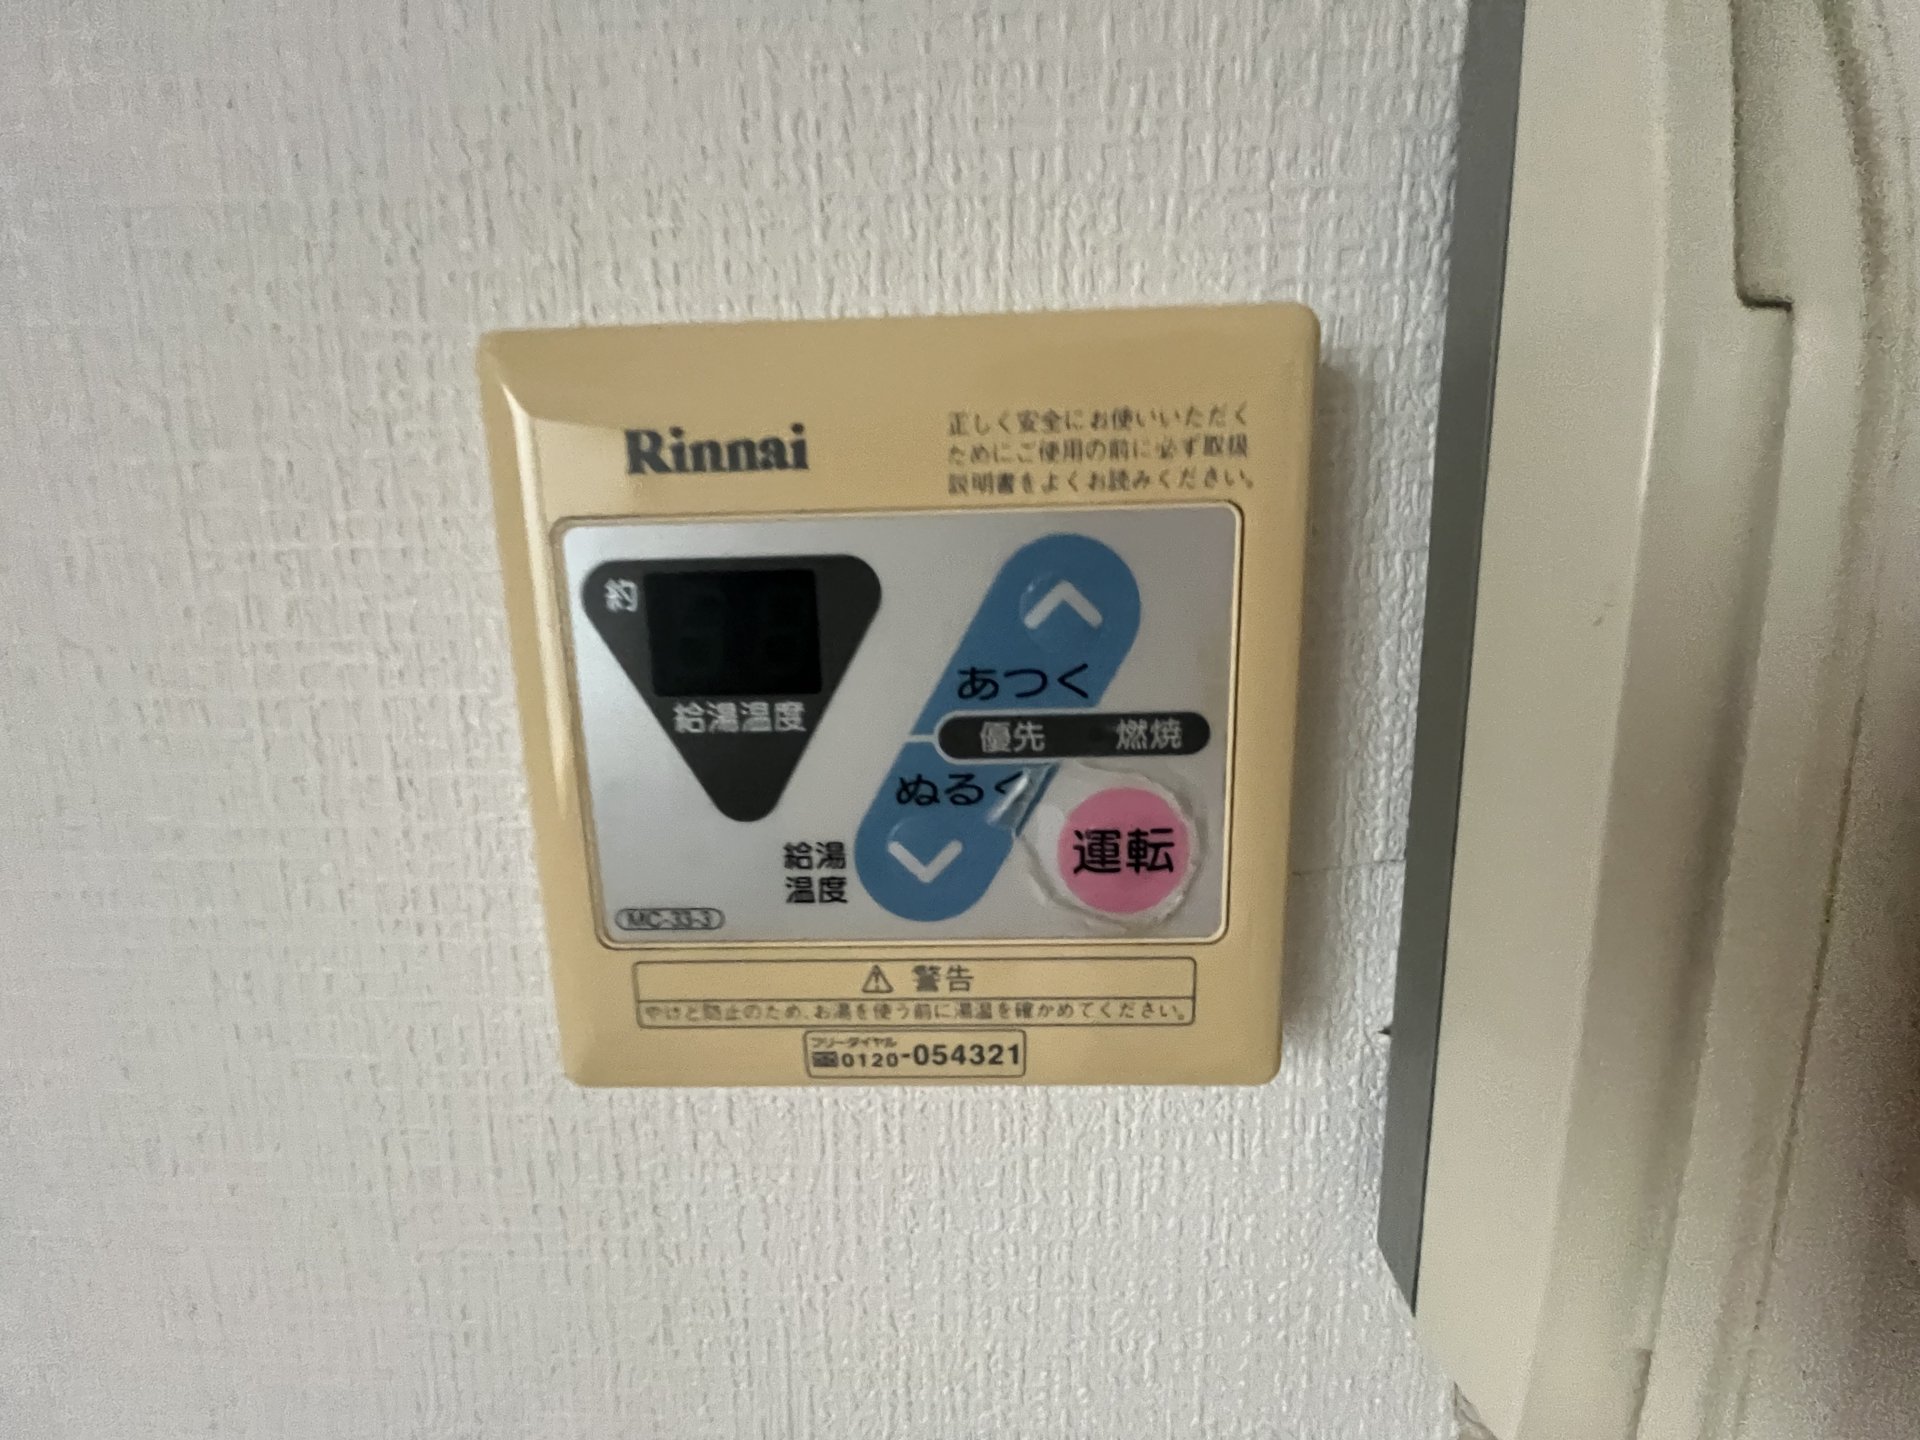 Rinnai
正しく安全にお使いいただく
ためにご使用の前に必ず取扱
説明書をよくお読みください。
約
給湯温度
あつく
優先 燃焼
ぬるく
運転
給湯
温度
MC-33-3
⚠ 警告
やけど防止のため、お湯を使う前に湯温を確かめてください。
フリーダイヤル
0120-054321